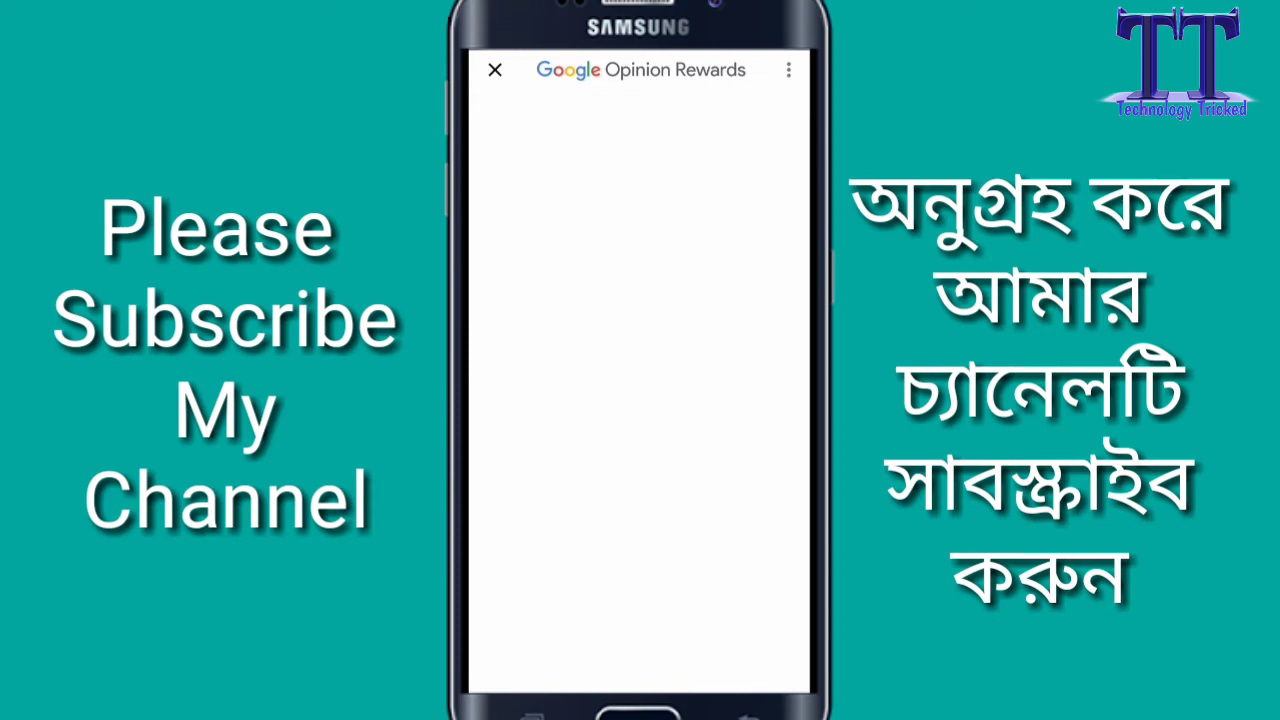 SAMSUNG
Google Opinion Rewards
TT
Technology Tricked
Please
Subscribe
My
Channel
অনুগ্রহ করে
আমার
চ্যানেলটি
সাবস্ক্রাইব
করুন